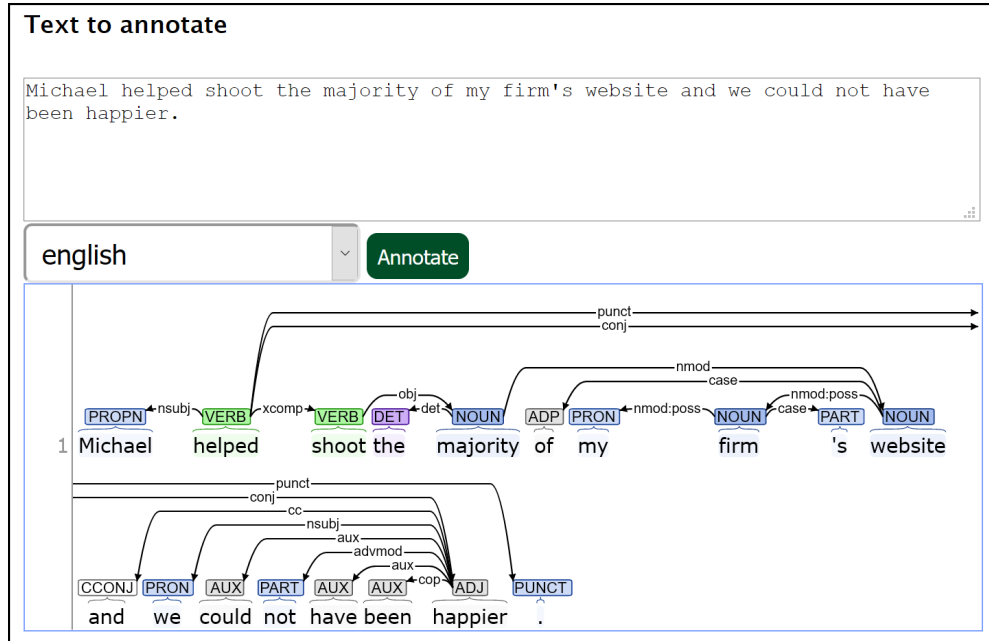 Text to annotate
Michael helped shoot the majority of my firm's website and we could not have
been happier.
english
Annotate
punct
conj
nmod
case
obj nmod:poss
PROPN nsubj VERB xcomp VERB DET det NOUN ADP PRON nmod:poss NOUN case PART NOUN
1 Michael helped shoot the majority of my firm 's website
punct
conj
cc
nsubj
aux
advmod
aux
cop
CCONJ PRON AUX PART AUX AUX ADJ PUNCT
and we could not have been happier .